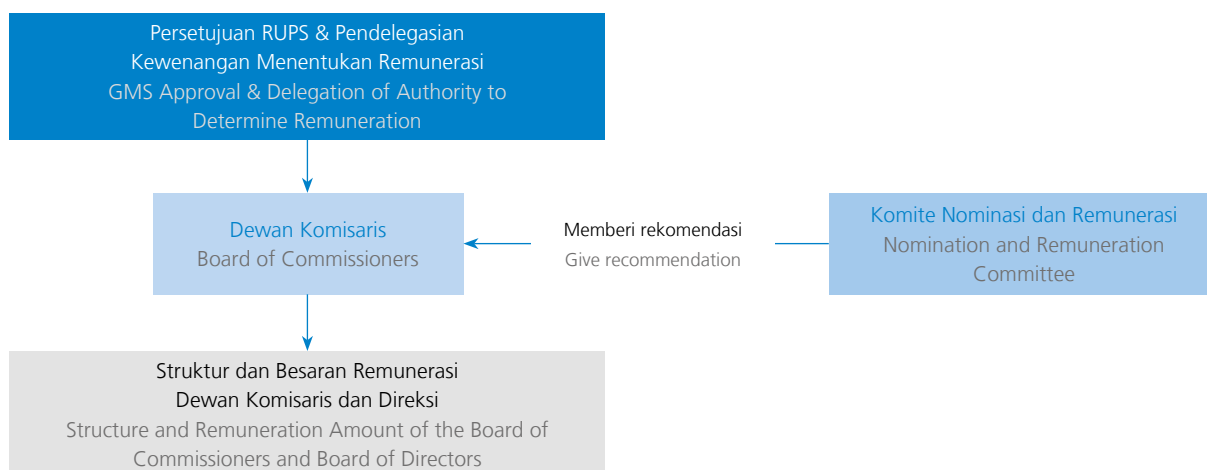 Persetujuan RUPS & Pendelegasian
Kewenangan Menentukan Remunerasi
GMS Approval & Delegation of Authority to
Determine Remuneration
Dewan Komisaris
Board of Commissioners
Memberi rekomendasi
Give recommendation
Komite Nominasi dan Remunerasi
Nomination and Remuneration
Committee
Struktur dan Besaran Remunerasi
Dewan Komisaris dan Direksi
Structure and Remuneration Amount of the Board of
Commissioners and Board of Directors